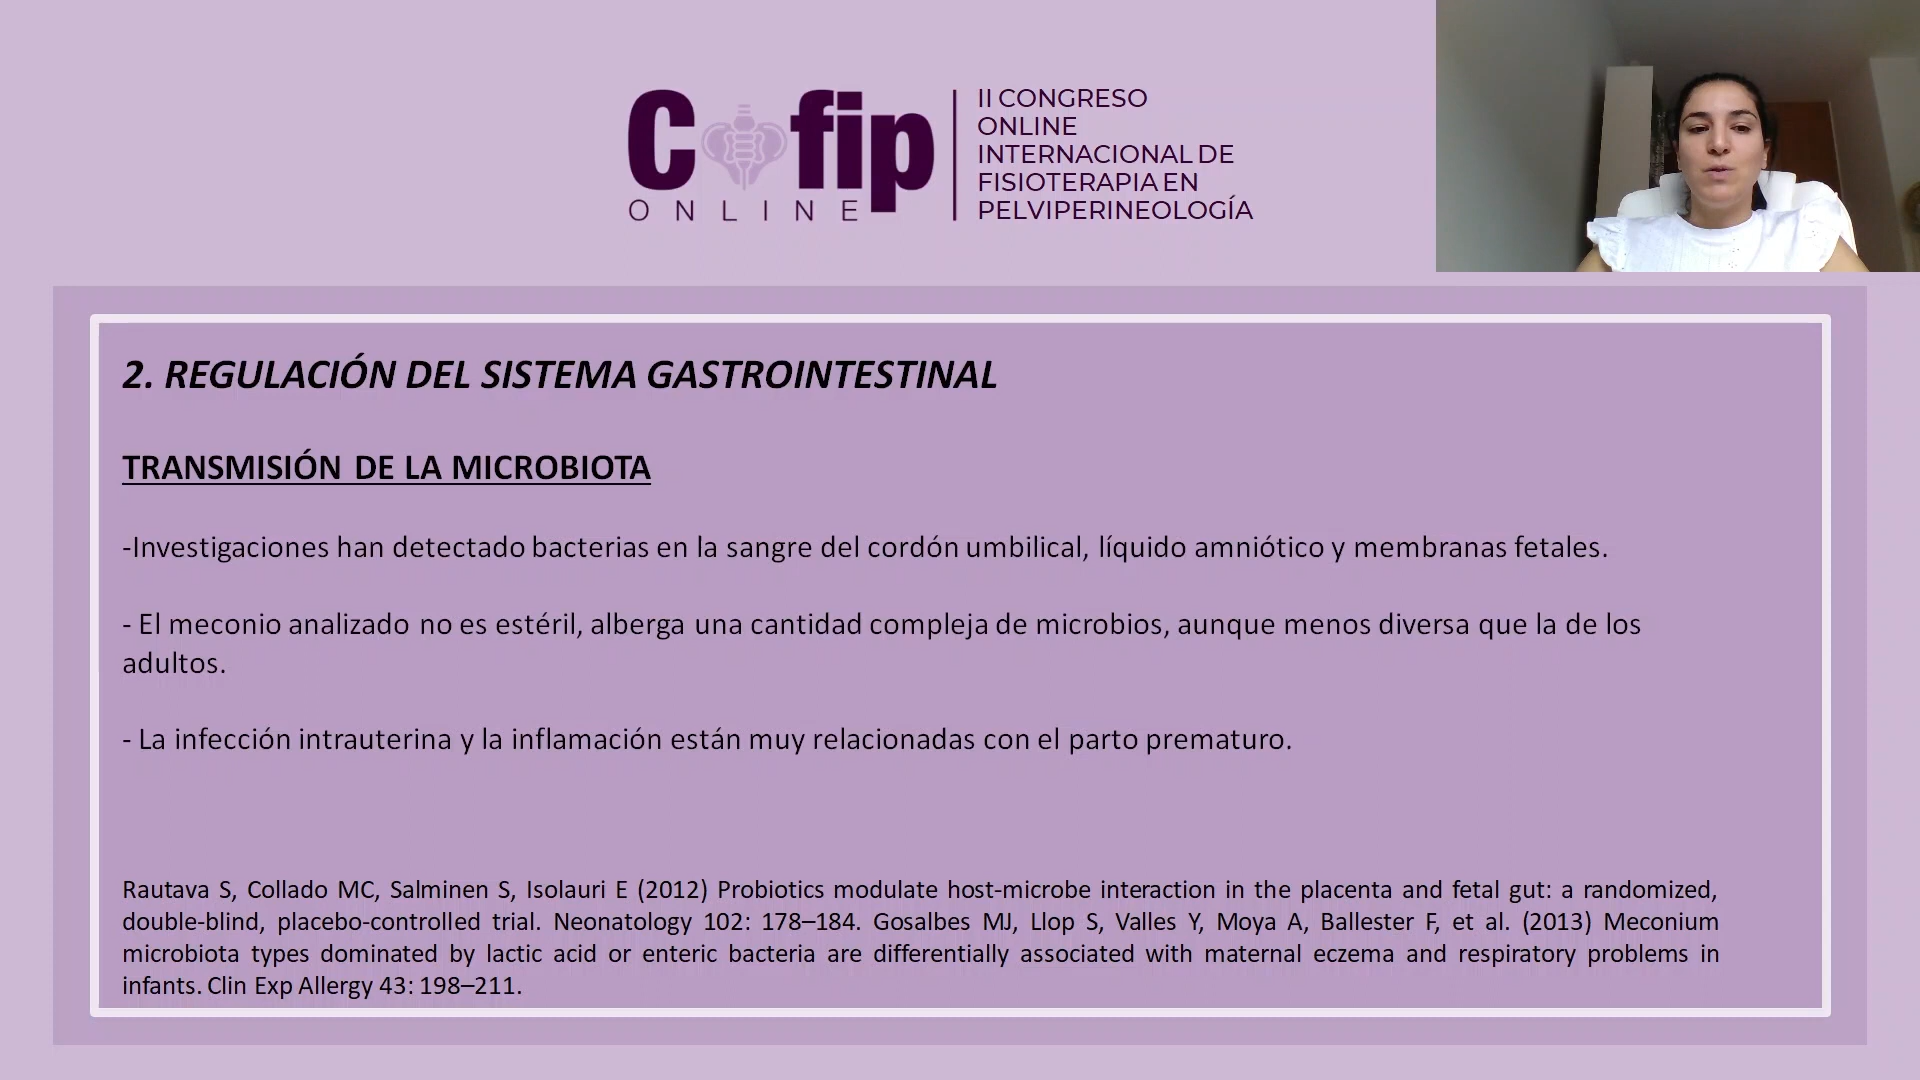 Cofip
ONLINE
II CONGRESO
ONLINE
INTERNACIONAL DE
FISIOTERAPIA EN
PELVIPERINEOLOGÍA
2. REGULACIÓN DEL SISTEMA GASTROINTESTINAL
TRANSMISIÓN DE LA MICROBIOTA
-Investigaciones han detectado bacterias en la sangre del cordón umbilical, líquido amniótico y membranas fetales.
- El meconio analizado no es estéril, alberga una cantidad compleja de microbios, aunque menos diversa que la de los
adultos.
- La infección intrauterina y la inflamación están muy relacionadas con el parto prematuro.
Rautava S, Collado MC, Salminen S, Isolauri E (2012) Probiotics modulate host-microbe interaction in the placenta and fetal gut: a randomized,
double-blind, placebo-controlled trial. Neonatology 102: 178–184. Gosalbes MJ, Llop S, Valles Y, Moya A, Ballester F, et al. (2013) Meconium
microbiota types dominated by lactic acid or enteric bacteria are differentially associated with maternal eczema and respiratory problems in
infants. Clin Exp Allergy 43: 198–211.